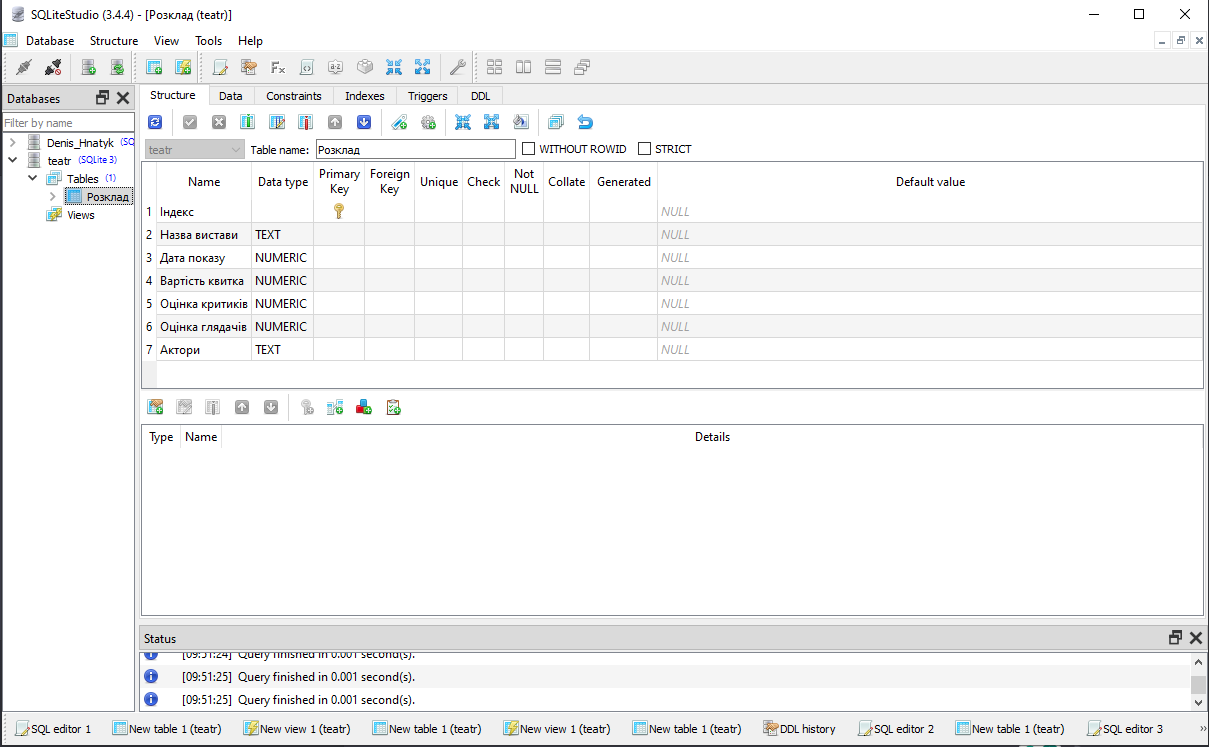 SQLiteStudio (3.4.4) - [Розклад (teatr)]
Database Structure View Tools Help
Databases
Filter by name
Denis_Hnatyk (SQ
teatr (SQLite 3)
Tables (1)
Розклад
Views
Structure Data Constraints Indexes Triggers DDL
teatr Table name: Розклад WITHOUT ROWID STRICT
Name Data type Primary Key Foreign Key Unique Check Not NULL Collate Generated Default value
1 Індекс NULL
2 Назва вистави TEXT NULL
3 Дата показу NUMERIC NULL
4 Вартість квитка NUMERIC NULL
5 Оцінка критиків NUMERIC NULL
6 Оцінка глядачів NUMERIC NULL
7 Актори TEXT NULL
Type Name Details
Status
[09:51:24] Query finished in 0.001 second(s).
[09:51:25] Query finished in 0.001 second(s).
[09:51:25] Query finished in 0.001 second(s).
SQL editor 1 New table 1 (teatr) New view 1 (teatr) New table 1 (teatr) New view 1 (teatr) New table 1 (teatr) DDL history SQL editor 2 New table 1 (teatr) SQL editor 3 »